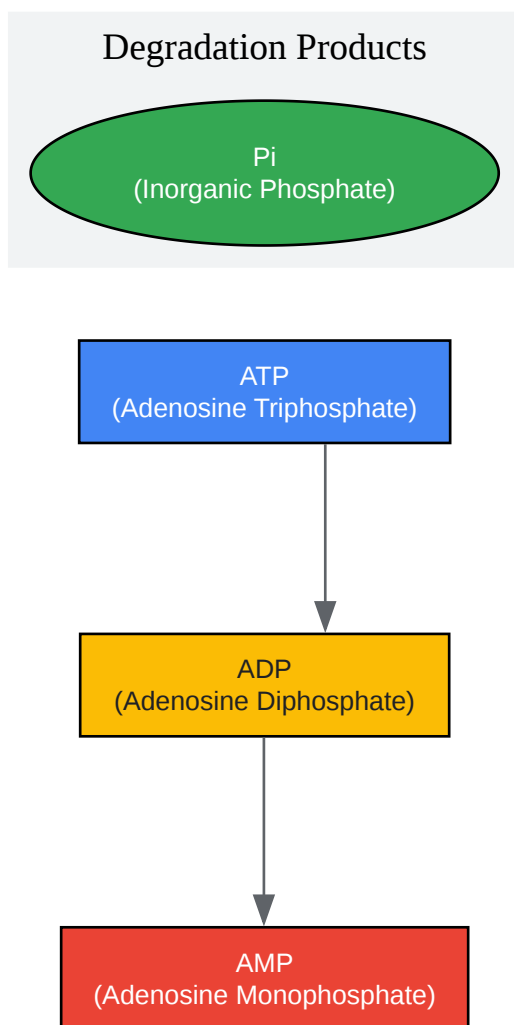 Degradation Products
Pi
(Inorganic Phosphate)
ATP
(Adenosine Triphosphate)
ADP
(Adenosine Diphosphate)
AMP
(Adenosine Monophosphate)